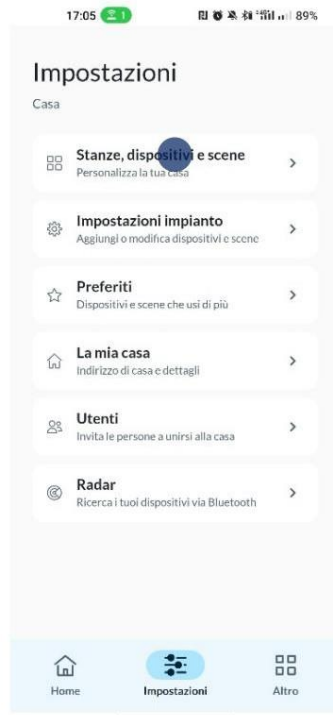 17:05 1 89%
Impostazioni
Casa
Stanze, dispositivi e scene
Personalizza la tua casa
Impostazioni impianto
Aggiungi o modifica dispositivi e scene
Preferiti
Dispositivi e scene che usi di più
La mia casa
Indirizzo di casa e dettagli
Utenti
Invita le persone a unirsi alla casa
Radar
Ricerca i tuoi dispositivi via Bluetooth
Home Impostazioni Altro